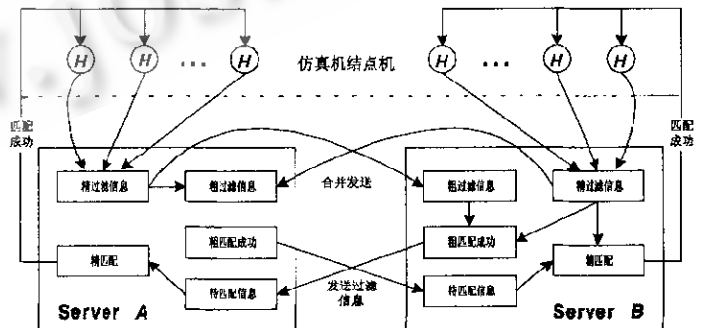 H H ... H 仿真机结点机 H ... H H
匹配
成功
匹配
成功
精过滤信息 粗过滤信息 合并发送 粗过滤信息 精过滤信息
粗匹配成功 粗匹配成功
精匹配 精匹配
待匹配信息 发送过滤
信息 待匹配信息
Server A Server B